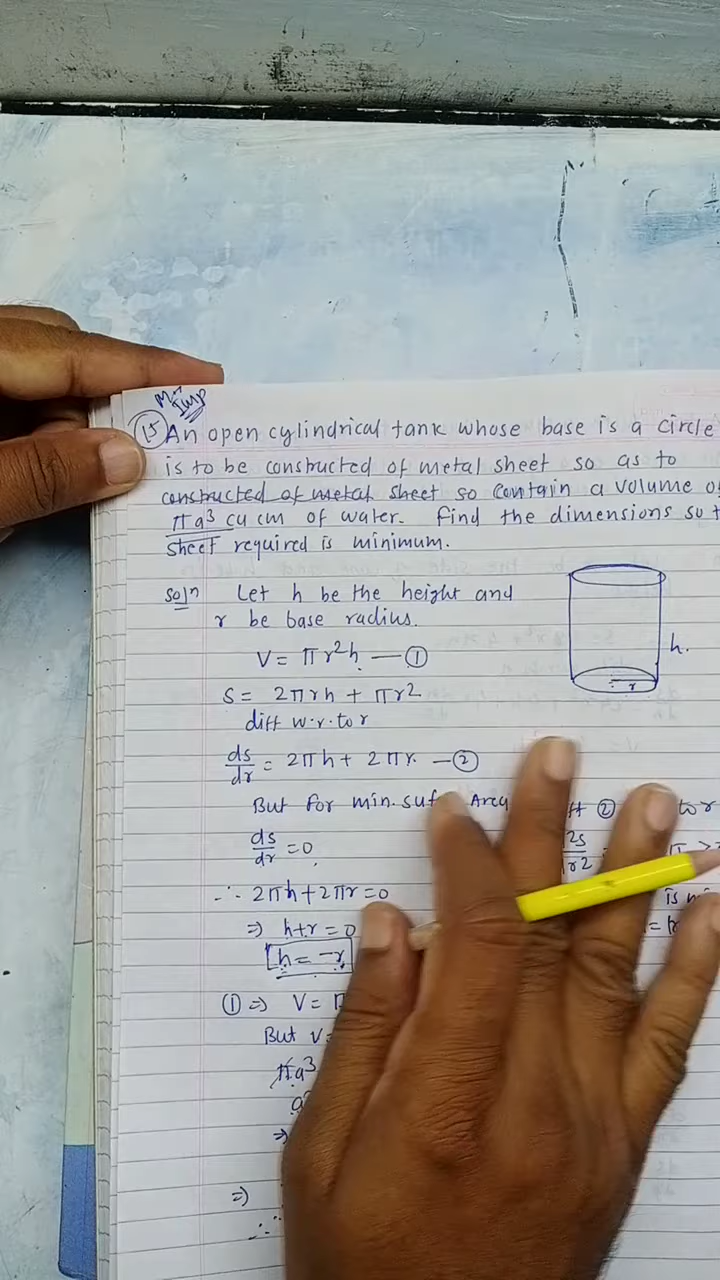 M. Imp
15 An open cylindrical tank whose base is a circle
is to be constructed of metal sheet so as to
constructed of metal sheet so contain a volume of
πa³ cu cm of water. Find the dimensions so t
sheet required is minimum.
soln Let h be the height and
r be base radius.
V = πr²h — ①
h.
r
S = 2πrh + πr²
diff w.r.to r
ds/dr = 2πh + 2πr. — ②
But for min. suf Area
② to r
ds/dr = 0
∴ 2πh + 2πr = 0
⇒ h + r = 0
h = -r
① ⇒ V = π
But V =
πa³
⇒
⇒
∴